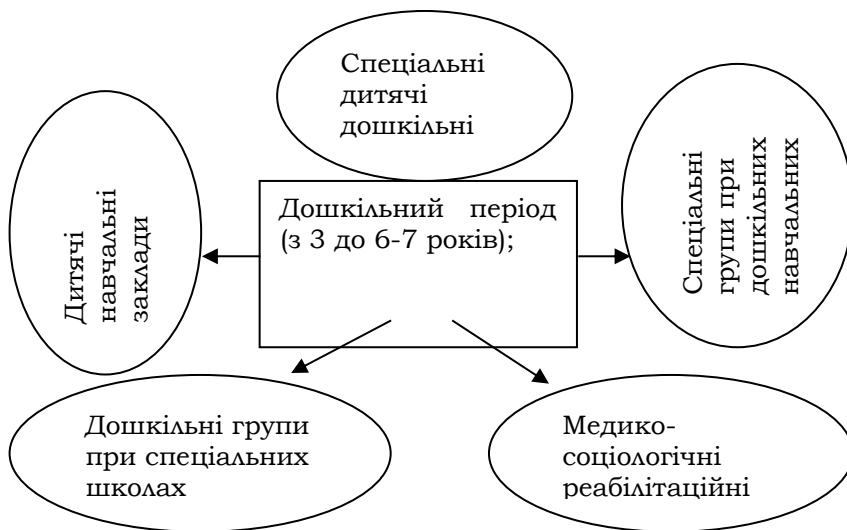 Спеціальні
дитячі
дошкільні
Дошкільний період
(з 3 до 6-7 років);
Дитячі
навчальні
заклади
Спеціальні
групи при
дошкільних
навчальних
Дошкільні групи
при спеціальних
школах
Медико-
соціологічні
реабілітаційні